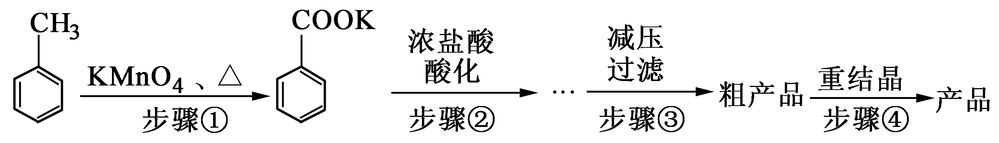 CH₃
KMnO₄、△
步骤①
COOK
浓盐酸
酸化
步骤②
…
减压
过滤
步骤③
粗产品
重结晶
步骤④
产品